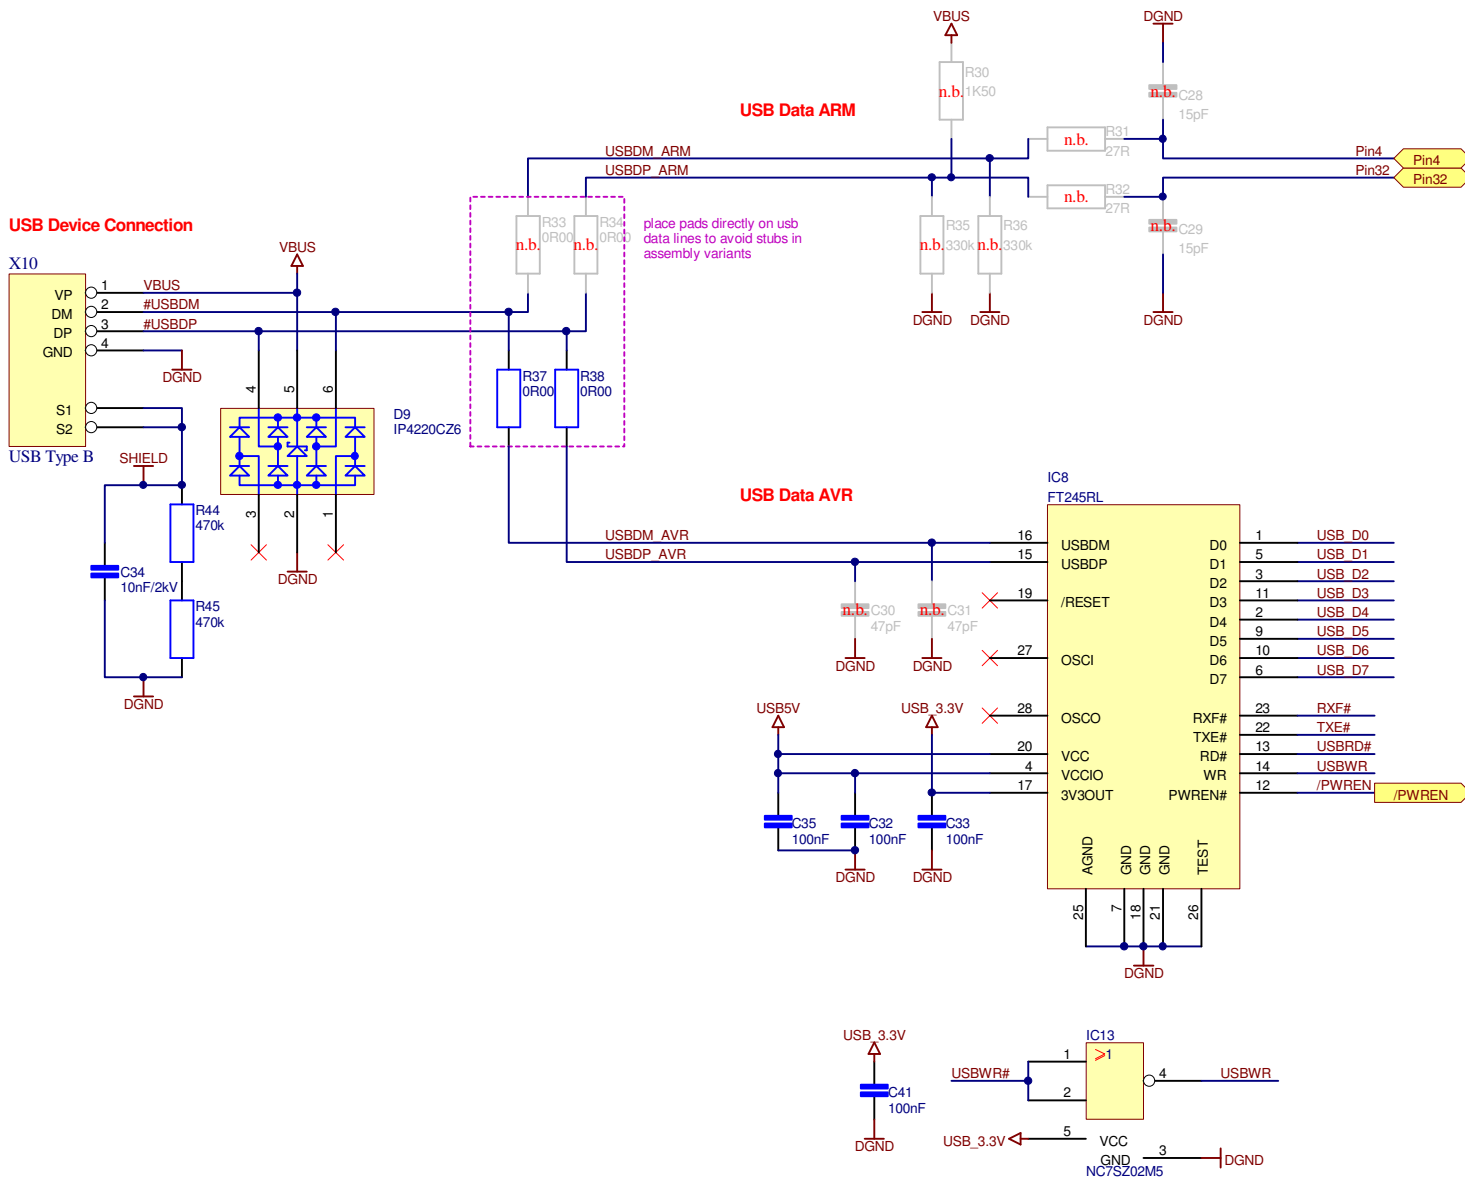 VBUS
DGND
R30
n.b.
1K50
n.b.
C28
15pF
USB Data ARM
R31
n.b.
27R
USBDM_ARM
Pin4
Pin4
USBDP_ARM
Pin32
Pin32
R32
n.b.
27R
USB Device Connection
R33
n.b.
0R00
R34
n.b.
0R00
place pads directly on usb
data lines to avoid stubs in
assembly variants
R35
n.b.
330k
R36
n.b.
330k
n.b.
C29
15pF
DGND
DGND
DGND
X10
VBUS
VP
1
VBUS
DM
2
#USBDM
DP
3
#USBDP
GND
4
DGND
S1
S2
USB Type B
4
5
6
D9
IP4220CZ6
3
2
1
DGND
R37
0R00
R38
0R00
SHIELD
R44
470k
C34
10nF/2kV
R45
470k
DGND
USB Data AVR
IC8
FT245RL
USBDM_AVR
16
USBDM
D0
1
USB_D0
USBDP_AVR
15
USBDP
D1
5
USB_D1
D2
3
USB_D2
19
/RESET
D3
11
USB_D3
n.b.
C30
47pF
n.b.
C31
47pF
D4
2
USB_D4
D5
9
USB_D5
27
OSCI
D6
10
USB_D6
DGND
DGND
D7
6
USB_D7
USB5V
USB_3.3V
28
OSCO
RXF#
23
RXF#
TXE#
22
TXE#
20
VCC
RD#
13
USBRD#
4
VCCIO
WR
14
USBWR
17
3V3OUT
PWREN#
12
/PWREN
/PWREN
C35
100nF
C32
100nF
C33
100nF
DGND
DGND
AGND
GND
GND
GND
TEST
25
7
18
21
26
DGND
USB_3.3V
C41
100nF
DGND
IC13
USBWR#
1
2
≥1
4
USBWR
USB_3.3V
5
VCC
GND
3
DGND
NC7SZ02M5